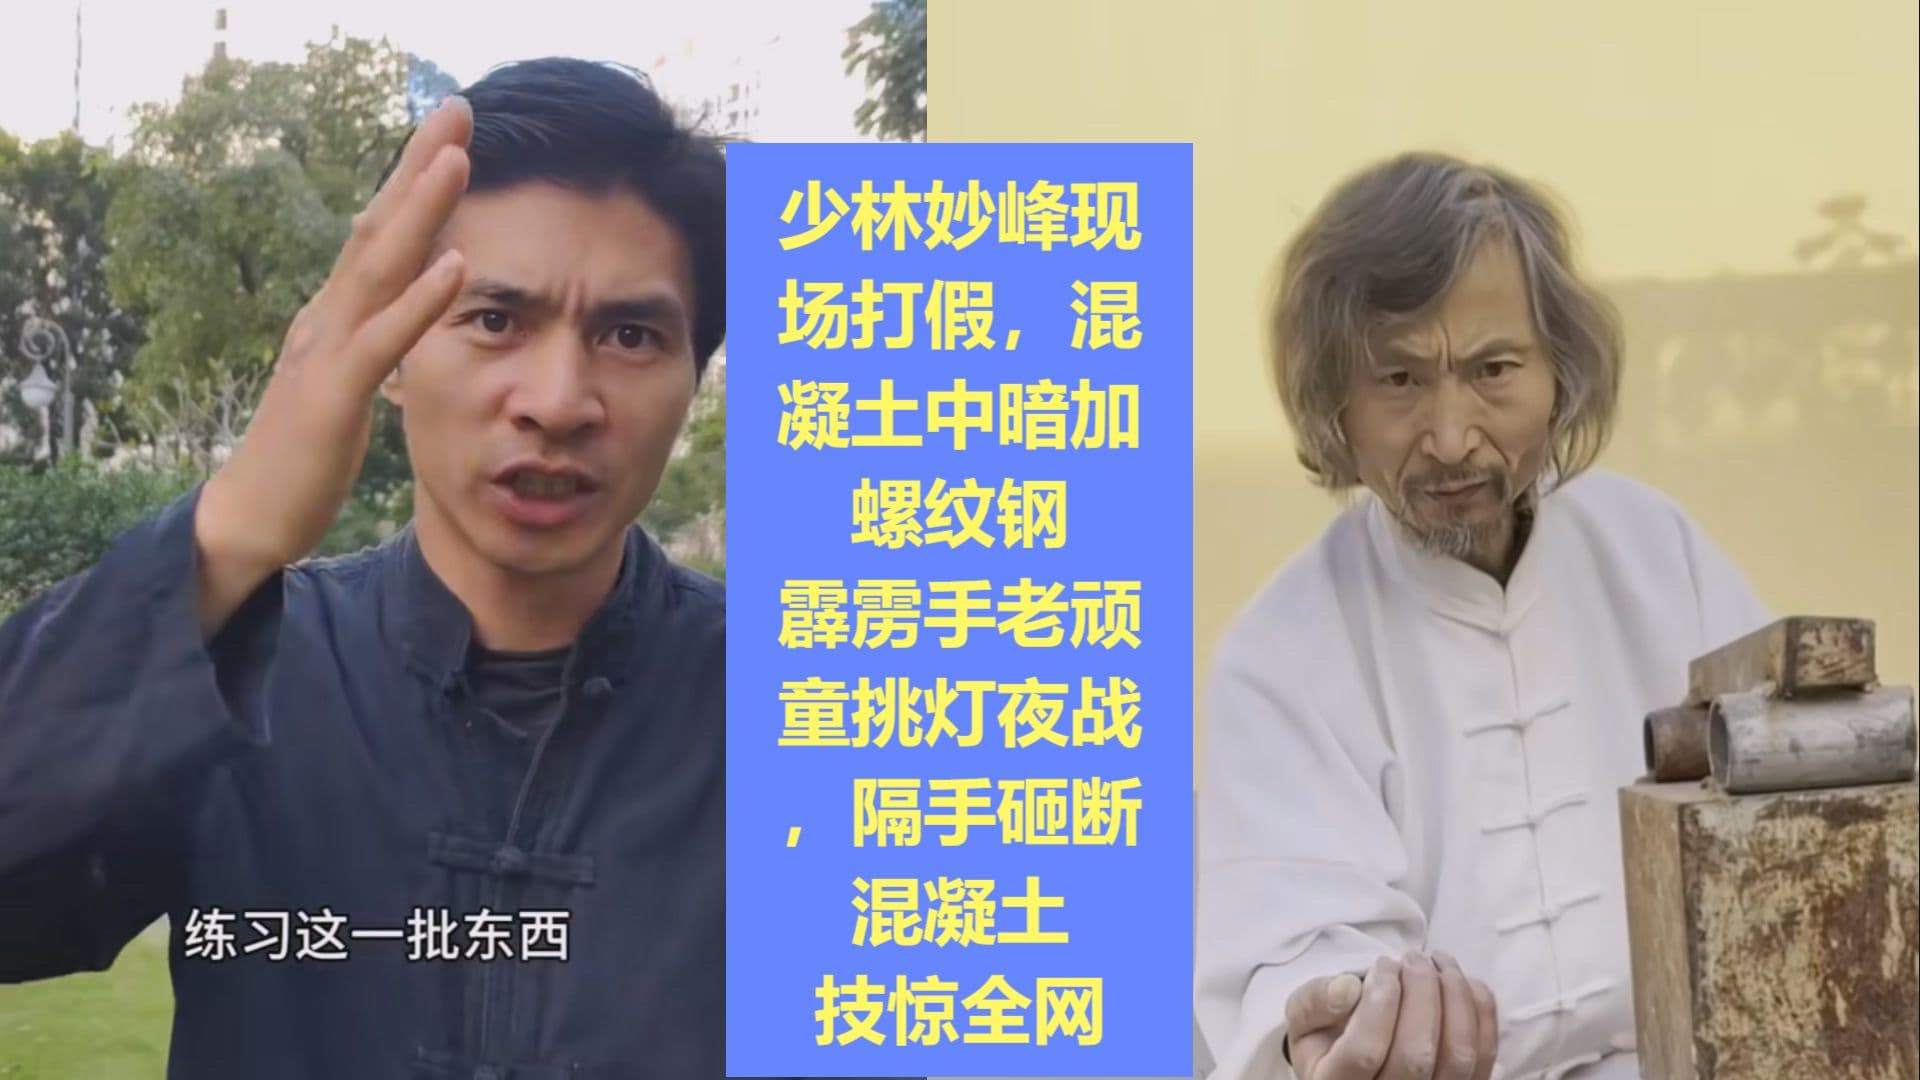 少林妙峰现
场打假，混
凝土中暗加
螺纹钢
霹雳手老顽
童挑灯夜战
，隔手砸断
混凝土
技惊全网
练习这一批东西